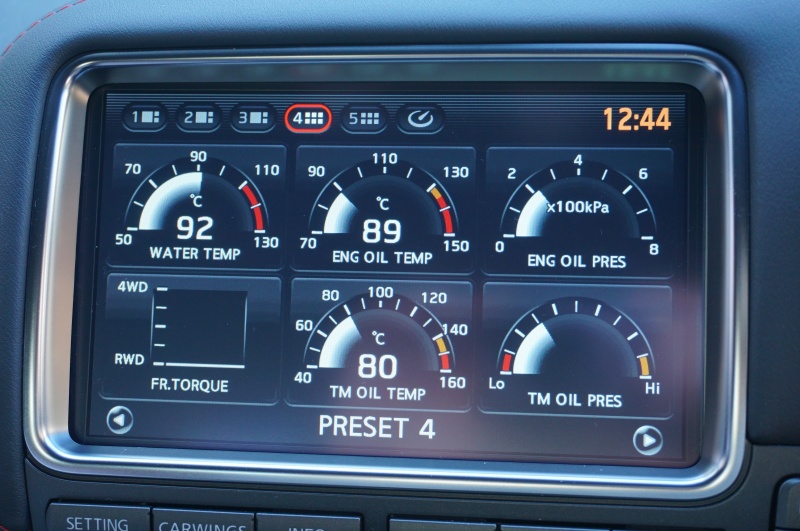 1 2 3 4 5 12:44
50 70 90 110 130
℃
92
WATER TEMP
70 90 110 130 150
℃
89
ENG OIL TEMP
0 2 4 6 8
×100kPa
ENG OIL PRES
4WD
RWD
FR.TORQUE
40 60 80 100 120 140 160
℃
80
TM OIL TEMP
Lo Hi
TM OIL PRES
PRESET 4
SETTING CARWINGS INFO